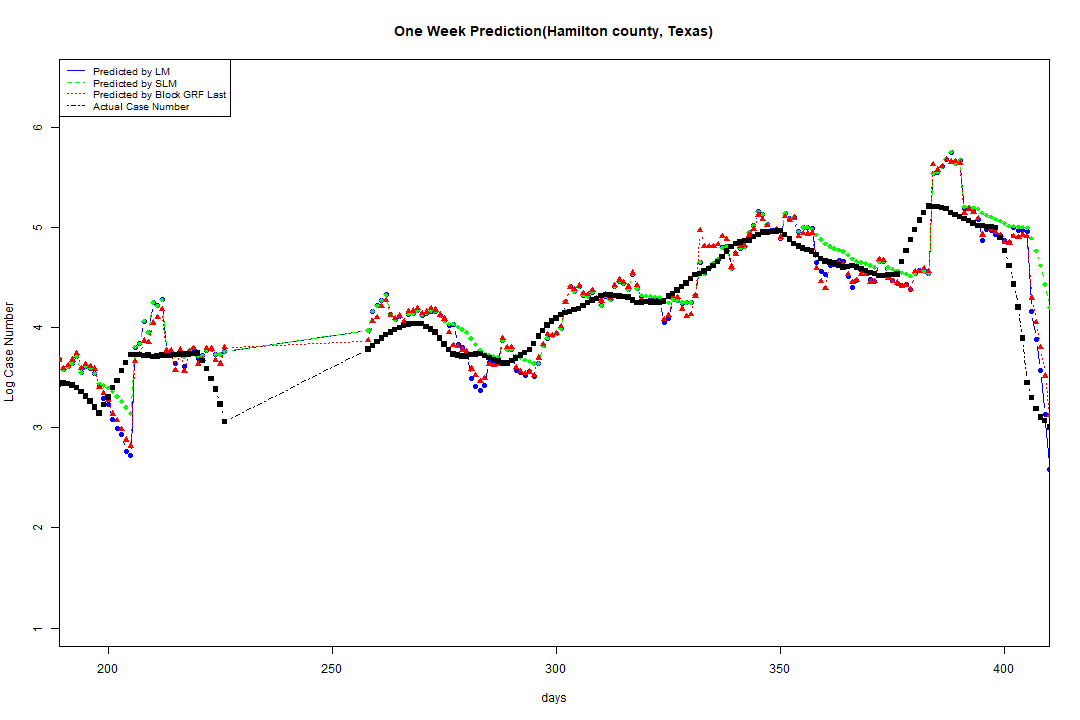 One Week Prediction(Hamilton county, Texas)
Predicted by LM
Predicted by SLM
Predicted by Block GRF Last
Actual Case Number
Log Case Number
6
5
4
3
2
1
200
250
300
350
400
days